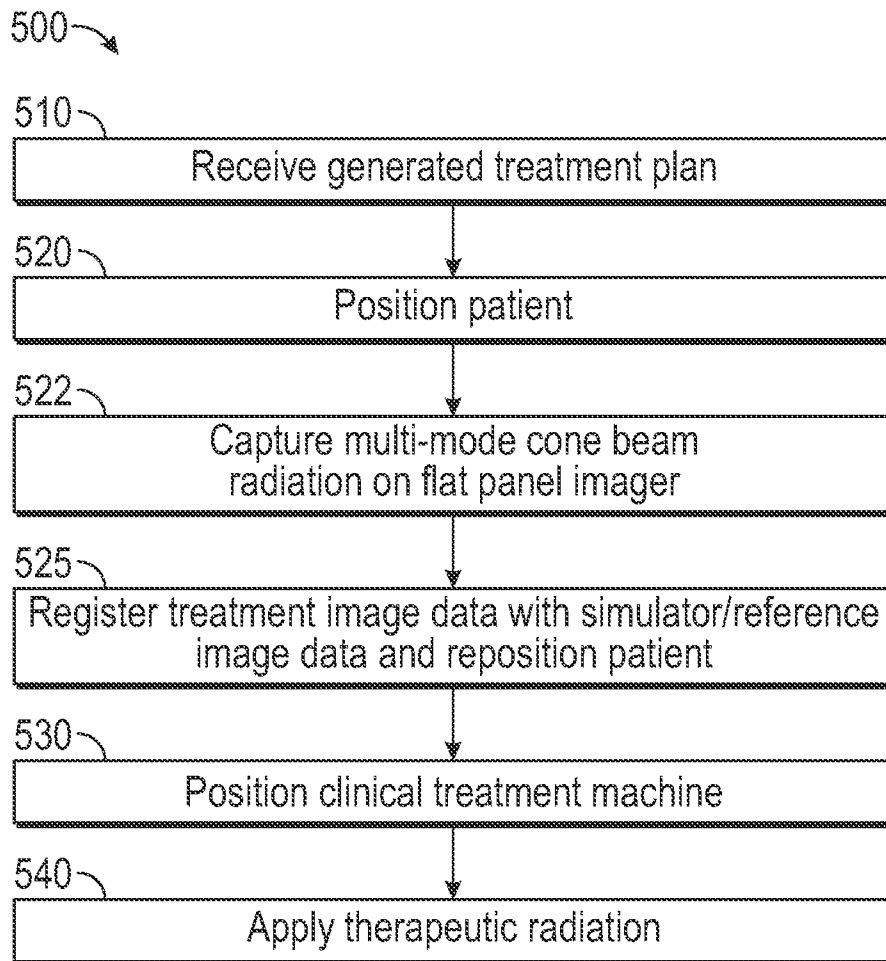 500
510
Receive generated treatment plan
520
Position patient
522
Capture multi-mode cone beam
radiation on flat panel imager
525
Register treatment image data with simulator/reference
image data and reposition patient
530
Position clinical treatment machine
540
Apply therapeutic radiation